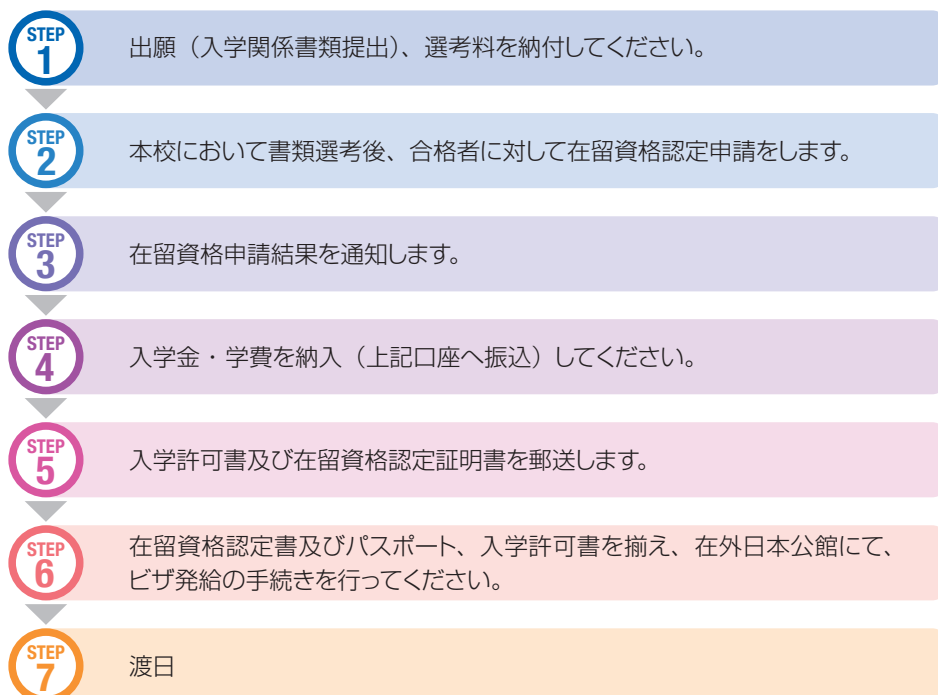 STEP
1
出願（入学関係書類提出）、選考料を納付してください。
STEP
2
本校において書類選考後、合格者に対して在留資格認定申請をします。
STEP
3
在留資格申請結果を通知します。
STEP
4
入学金・学費を納入（上記口座へ振込）してください。
STEP
5
入学許可書及び在留資格認定証明書を郵送します。
STEP
6
在留資格認定書及びパスポート、入学許可書を揃え、在外日本公館にて、
ビザ発給の手続きを行ってください。
STEP
7
渡日